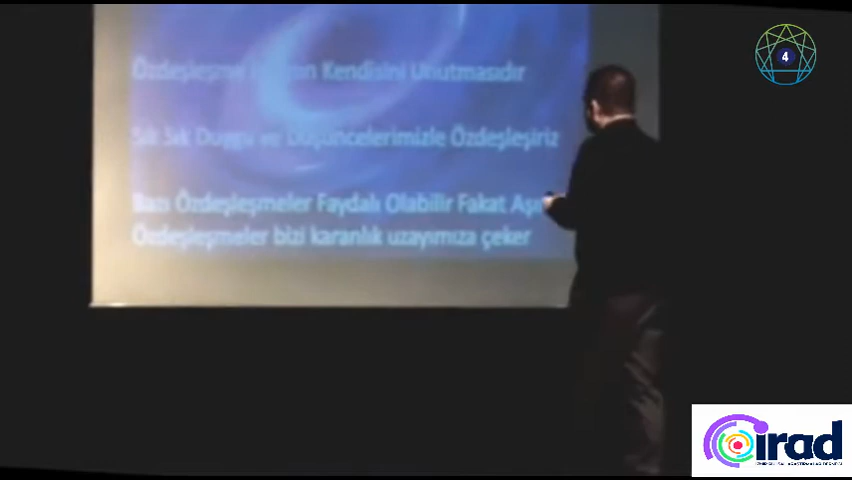 Özdeşleşme Kendisini Unutmasıdır
4
Sık Sık Duygu ve Düşüncelerimizle Özdeşleşiriz
Bazı Özdeşleşmeler Faydalı Olabilir Fakat Aşırı
Özdeşleşmeler bizi karanlık uzayımıza çeker
irad